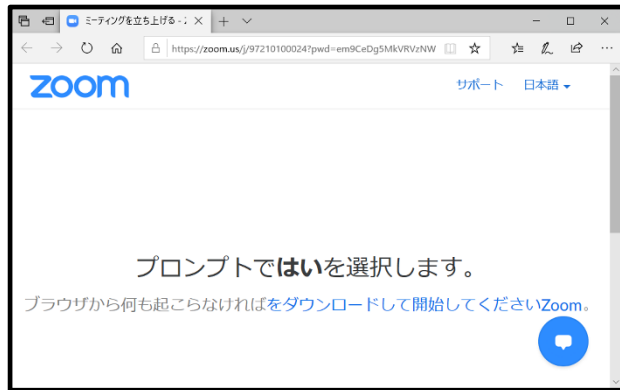 ミーティングを立ち上げる - Z
https://zoom.us/j/97210100024?pwd=em9CeDg5MkVRVzNW
zoom
サポート 日本語
プロンプトではいを選択します。
ブラウザから何も起こらなければをダウンロードして開始してくださいZoom。